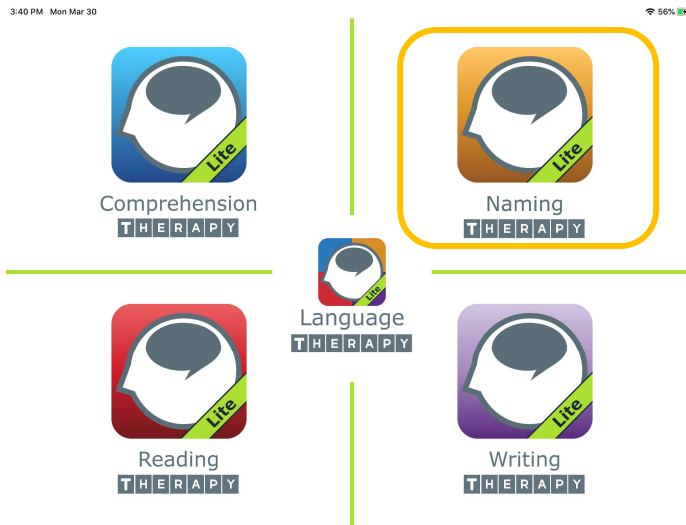 3:40 PM Mon Mar 30
56%
Lite
Comprehension
THERAPY
Lite
Naming
THERAPY
Lite
Language
THERAPY
Lite
Reading
THERAPY
Lite
Writing
THERAPY